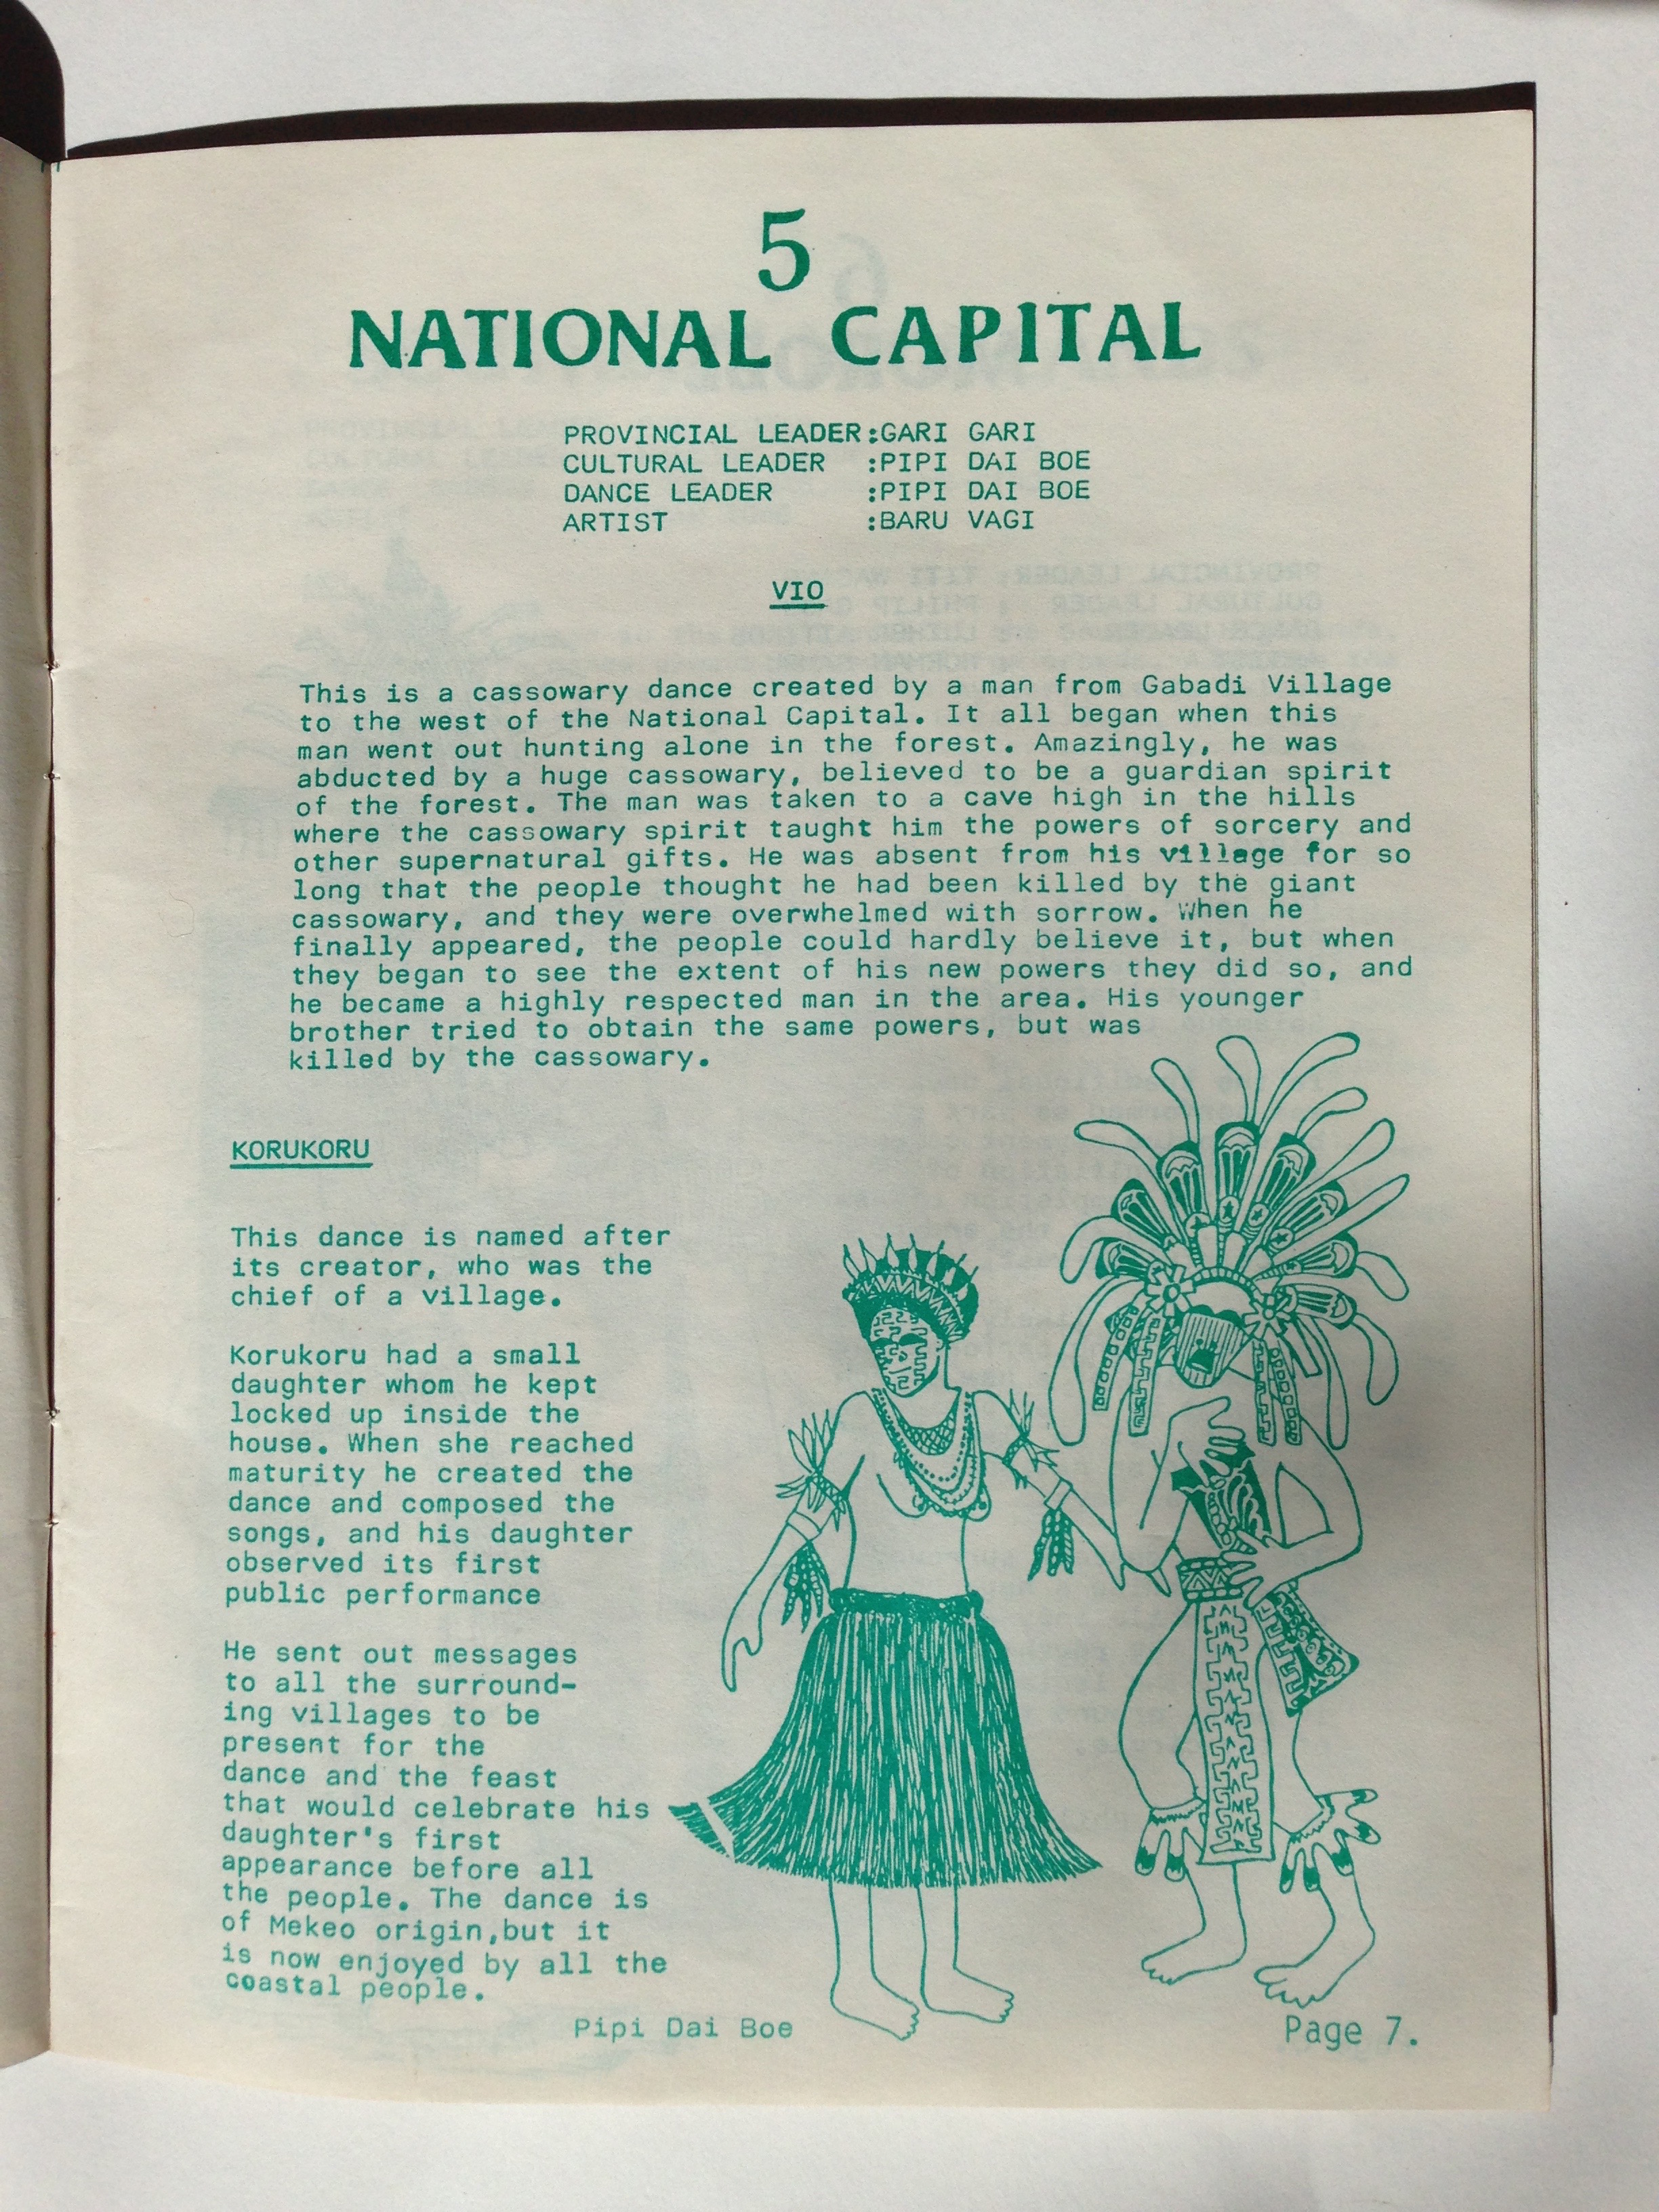 5
NATIONAL CAPITAL
PROVINCIAL LEADER:GARI GARI
CULTURAL LEADER :PIPI DAI BOE
DANCE LEADER :PIPI DAI BOE
ARTIST :BARU VAGI
VIO
This is a cassowary dance created by a man from Gabadi Village
to the west of the National Capital. It all began when this
man went out hunting alone in the forest. Amazingly, he was
abducted by a huge cassowary, believed to be a guardian spirit
of the forest. The man was taken to a cave high in the hills
where the cassowary spirit taught him the powers of sorcery and
other supernatural gifts. He was absent from his village for so
long that the people thought he had been killed by the giant
cassowary, and they were overwhelmed with sorrow. When he
finally appeared, the people could hardly believe it, but when
they began to see the extent of his new powers they did so, and
he became a highly respected man in the area. His younger
brother tried to obtain the same powers, but was
killed by the cassowary.
KORUKORU
This dance is named after
its creator, who was the
chief of a village.
Korukoru had a small
daughter whom he kept
locked up inside the
house. When she reached
maturity he created the
dance and composed the
songs, and his daughter
observed its first
public performance
He sent out messages
to all the surround-
ing villages to be
present for the
dance and the feast
that would celebrate his
daughter's first
appearance before all
the people. The dance is
of Mekeo origin,but it
is now enjoyed by all the
coastal people.
Pipi Dai Boe
Page 7.